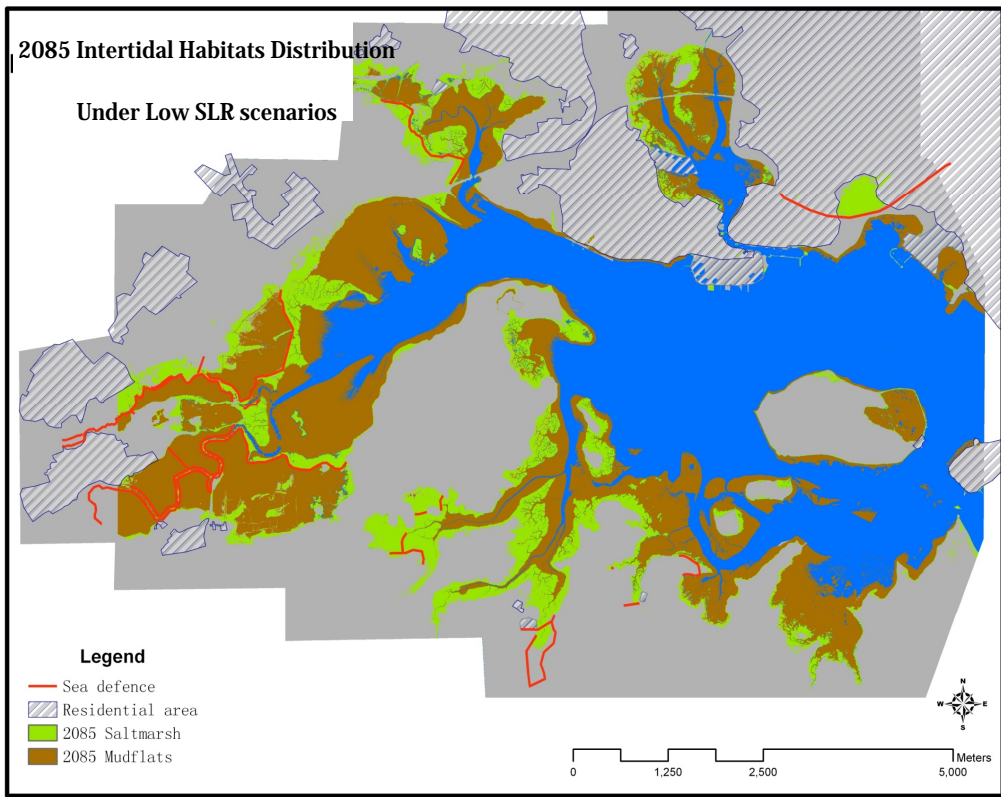 2085 Intertidal Habitats Distribution
Under Low SLR scenarios
Legend
Sea defence
Residential area
2085 Saltmarsh
2085 Mudflats
N
W E
S
Meters
0 1,250 2,500 5,000